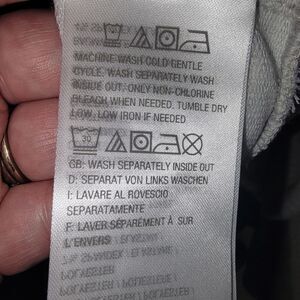 MACHINE WASH COLD GENTLE
CYCLE. WASH SEPARATELY WASH
INSIDE OUT. ONLY NON-CHLORINE
BLEACH WHEN NEEDED. TUMBLE DRY
LOW. LOW IRON IF NEEDED
30
GB: WASH SEPARATELY INSIDE OUT
D: SEPARAT VON LINKS WASCHEN
I: LAVARE AL ROVESCIO
SEPARATAMENTE
F: LAVER SÉPARÉMENT À SUR
L'ENVERS